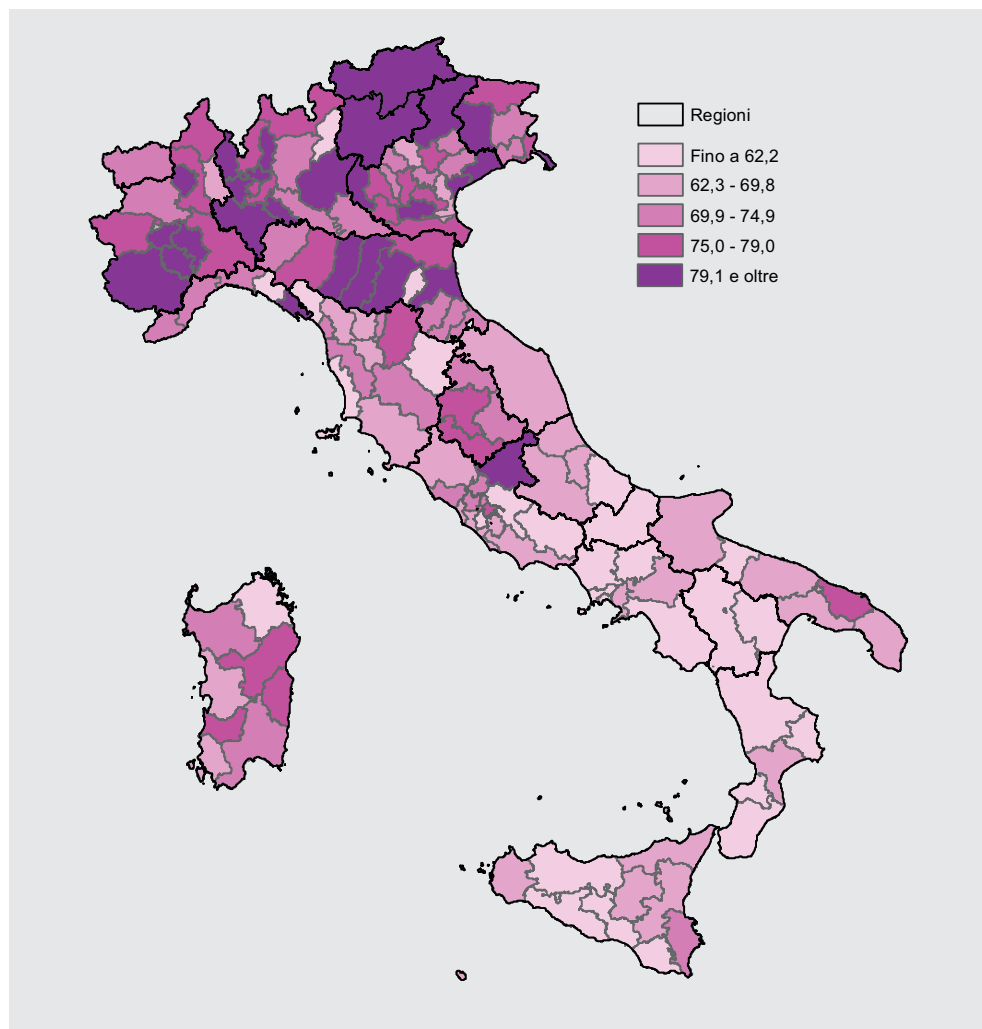 Regioni
Fino a 62,2
62,3 - 69,8
69,9 - 74,9
75,0 - 79,0
79,1 e oltre